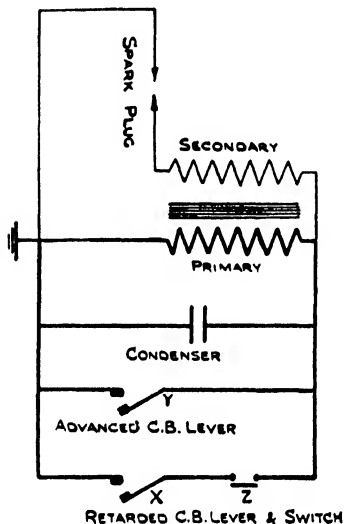 SPARK PLUG
SECONDARY
PRIMARY
CONDENSER
Y
ADVANCED C.B. LEVER
X
Z
RETARDED C.B. LEVER & SWITCH